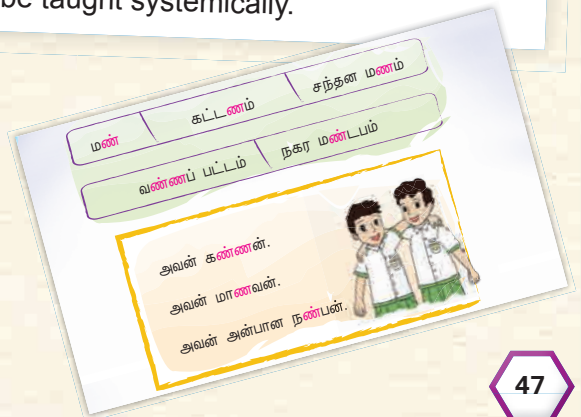 be taught systemically.
மண் கட்டணம் சந்தன மணம்
வண்ணப் பட்டம் நகர மண்டபம்
அவன் கண்ணன்.
அவன் மாணவன்.
அவன் அன்பான நண்பன்.
47